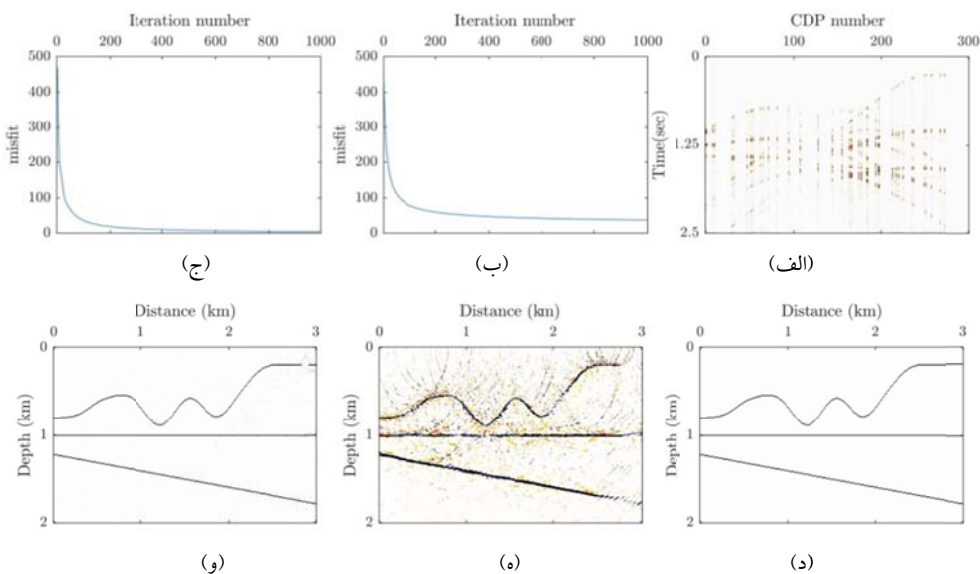 Iteration number
0 200 400 600 800 1000
500
400
300
200
100
0
misfit
(ج)
Iteration number
0 200 400 600 800 1000
500
400
300
200
100
0
misfit
(ب)
CDP number
0 100 200 300
0
1.25
2.5
Time(sec)
(الف)
Distance (km)
0 1 2 3
0
1
2
Depth (km)
(و)
Distance (km)
0 1 2 3
0
1
2
Depth (km)
(ه)
Distance (km)
0 1 2 3
0
1
2
Depth (km)
(د)